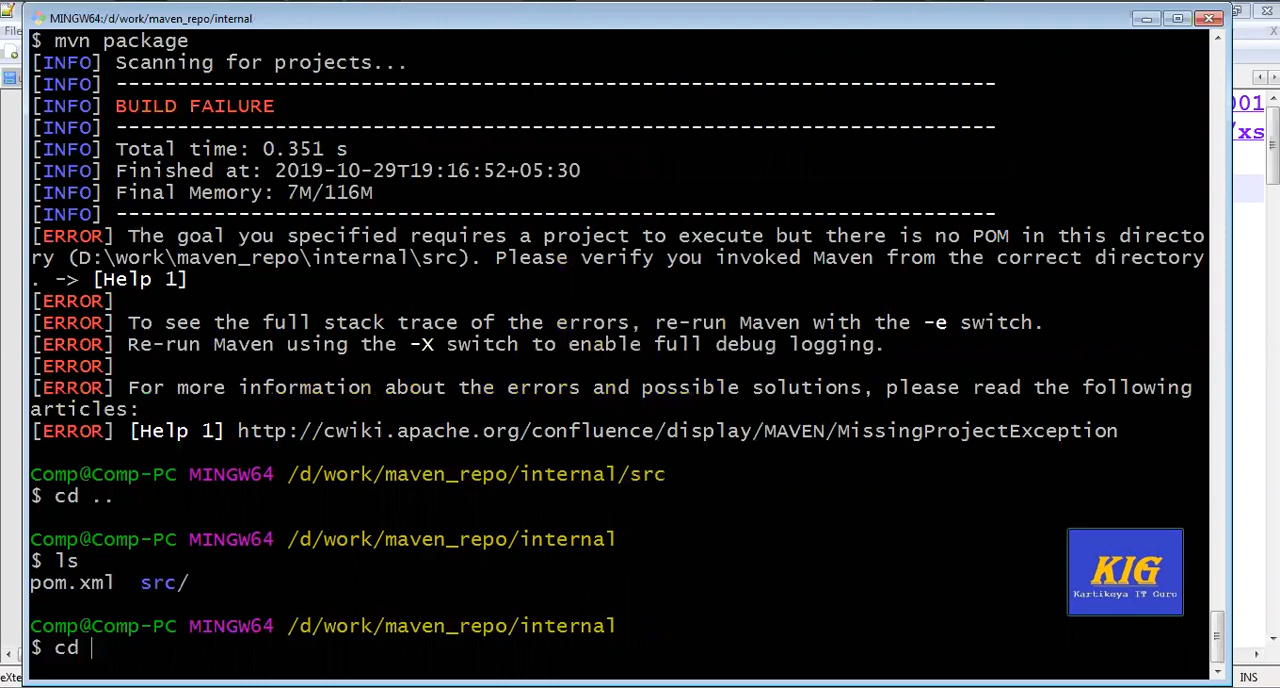 MINGW64:/d/work/maven_repo/internal
$ mvn package
[INFO] Scanning for projects...
[INFO] ------------------------------------------------------------------------
[INFO] BUILD FAILURE
[INFO] ------------------------------------------------------------------------
[INFO] Total time: 0.351 s
[INFO] Finished at: 2019-10-29T19:16:52+05:30
[INFO] Final Memory: 7M/116M
[INFO] ------------------------------------------------------------------------
[ERROR] The goal you specified requires a project to execute but there is no POM in this directo
ry (D:\work\maven_repo\internal\src). Please verify you invoked Maven from the correct directory
. -> [Help 1]
[ERROR]
[ERROR] To see the full stack trace of the errors, re-run Maven with the -e switch.
[ERROR] Re-run Maven using the -X switch to enable full debug logging.
[ERROR]
[ERROR] For more information about the errors and possible solutions, please read the following
articles:
[ERROR] [Help 1] http://cwiki.apache.org/confluence/display/MAVEN/MissingProjectException
Comp@Comp-PC MINGW64 /d/work/maven_repo/internal/src
$ cd ..
Comp@Comp-PC MINGW64 /d/work/maven_repo/internal
$ ls
pom.xml  src/
Comp@Comp-PC MINGW64 /d/work/maven_repo/internal
$ cd
KIG
Kartikeya IT Guru
File
001
/xs
eXte
INS